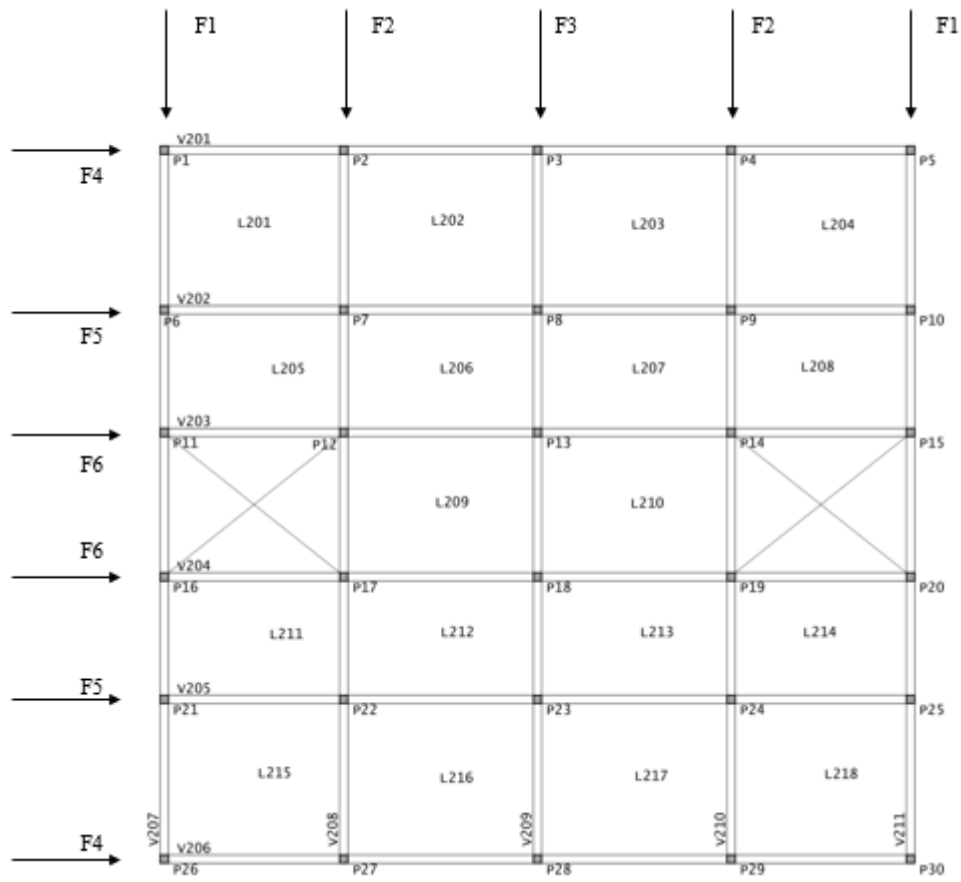 F1 F2 F3 F2 F1
V201
P1 P2 P3 P4 P5
F4
L201 L202 L203 L204
V202
P6 P7 P8 P9 P10
F5
L205 L206 L207 L208
V203
P11 P12 P13 P14 P15
F6
L209 L210
F6
V204
P16 P17 P18 P19 P20
L211 L212 L213 L214
F5
V205
P21 P22 P23 P24 P25
L215 L216 L217 L218
V207 V208 V209 V210 V211
F4
V206
P26 P27 P28 P29 P30